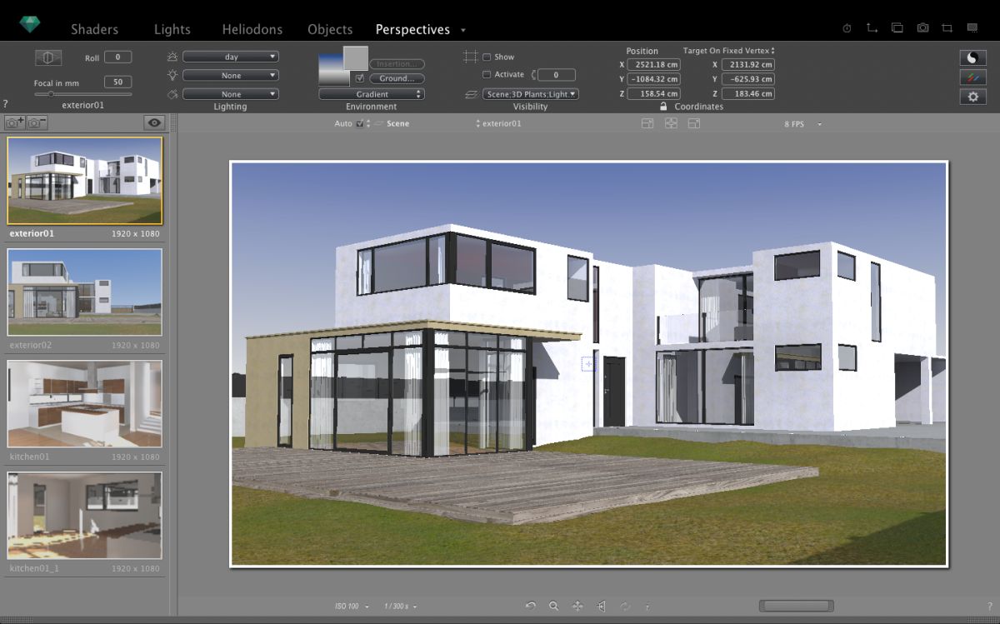 Shaders Lights Heliodons Objects Perspectives
Roll 0
Focal in mm 50
?
exterior01
day
None
None
Lighting
Insertion...
Ground...
Gradient
Environment
Show
Activate 0
Scene;3D Plants;Light
Visibility
Position Target On Fixed Vertex
X 2521.18 cm X 2131.92 cm
Y -1084.32 cm Y -625.93 cm
Z 158.54 cm Z 183.46 cm
Coordinates
Auto Scene exterior01 8 FPS
exterior01 1920 x 1080
exterior02 1920 x 1080
kitchen01 1920 x 1080
kitchen01_1 1920 x 1080
ISO 100 1/300 s i ?